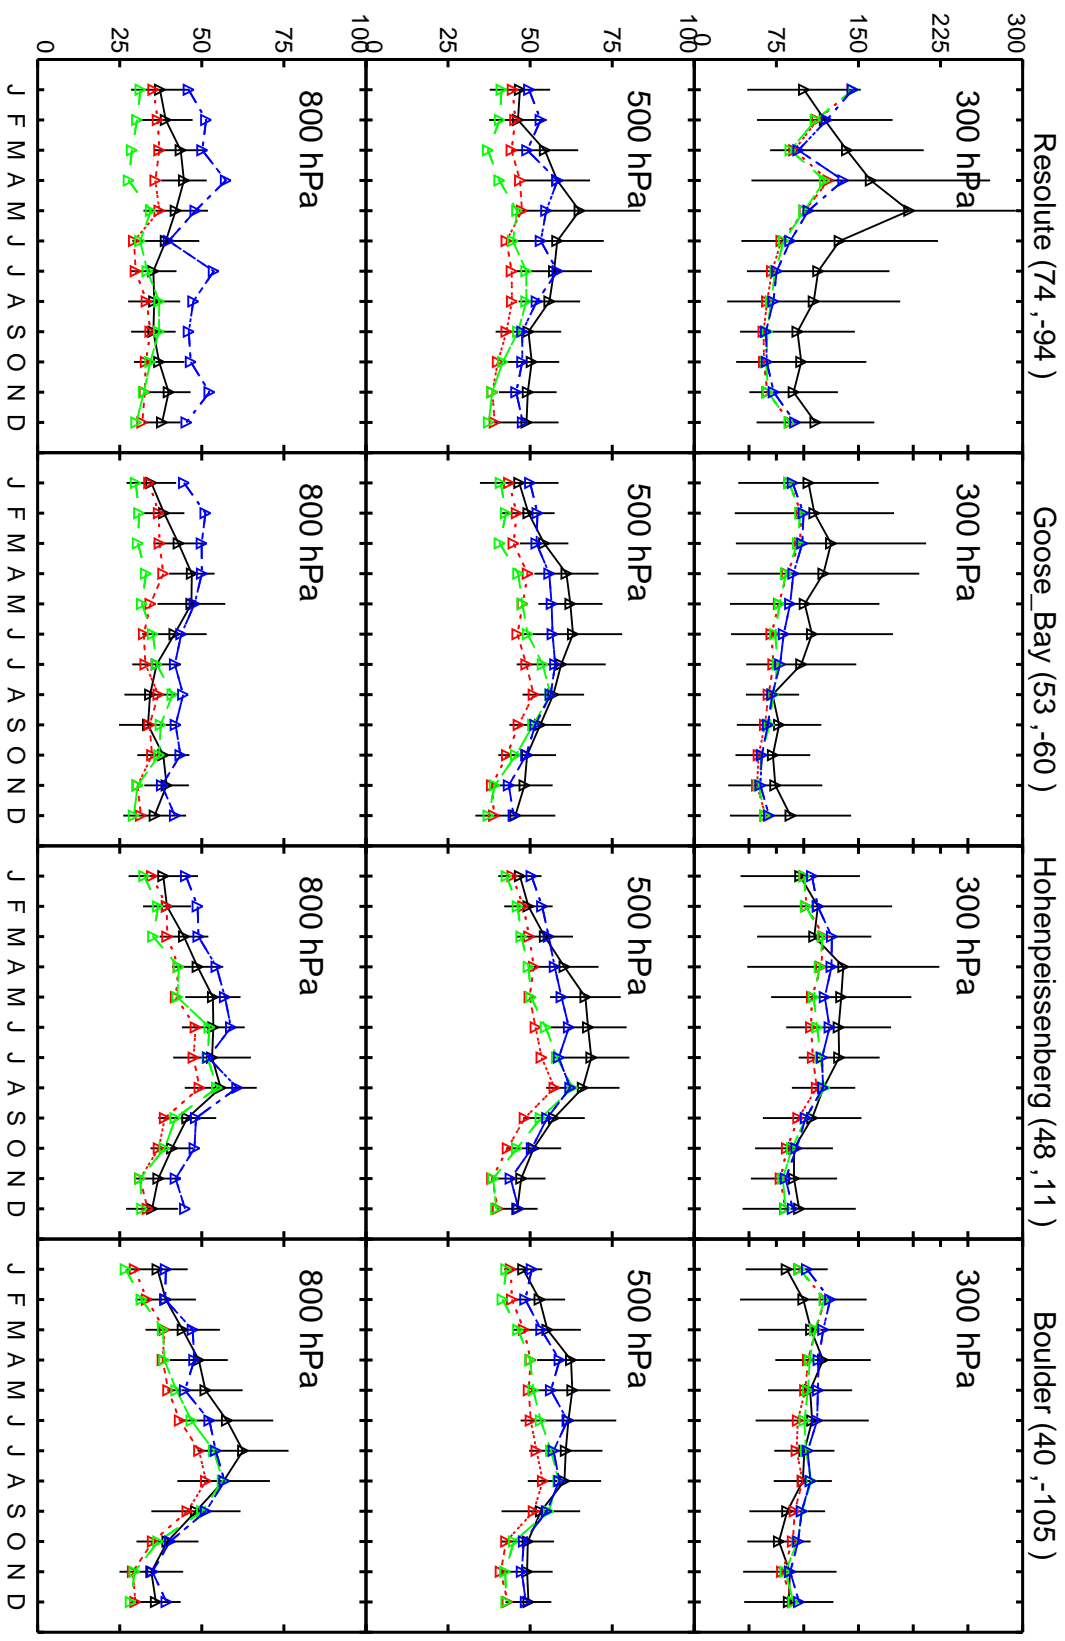 Resolute (74 ,-94 )
Goose_Bay (53 ,-60 )
Hohenpeissenberg (48 , 11 )
Boulder (40 ,-105 )
300
225
150
75
0
300 hPa
300 hPa
300 hPa
300 hPa
100
75
50
25
0
500 hPa
500 hPa
500 hPa
500 hPa
100
75
50
25
0
800 hPa
800 hPa
800 hPa
800 hPa
J F M A M J J A S O N D
J F M A M J J A S O N D
J F M A M J J A S O N D
J F M A M J J A S O N D